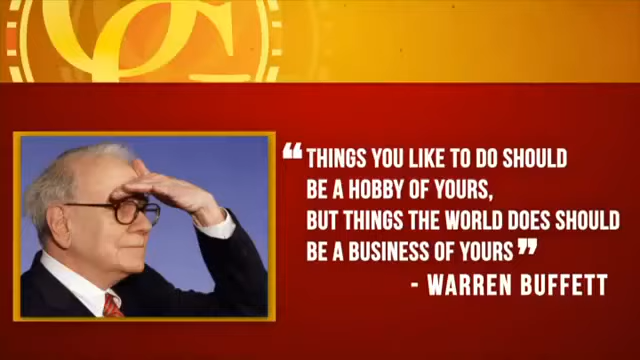 “ THINGS YOU LIKE TO DO SHOULD
BE A HOBBY OF YOURS,
BUT THINGS THE WORLD DOES SHOULD
BE A BUSINESS OF YOURS ”
- WARREN BUFFETT